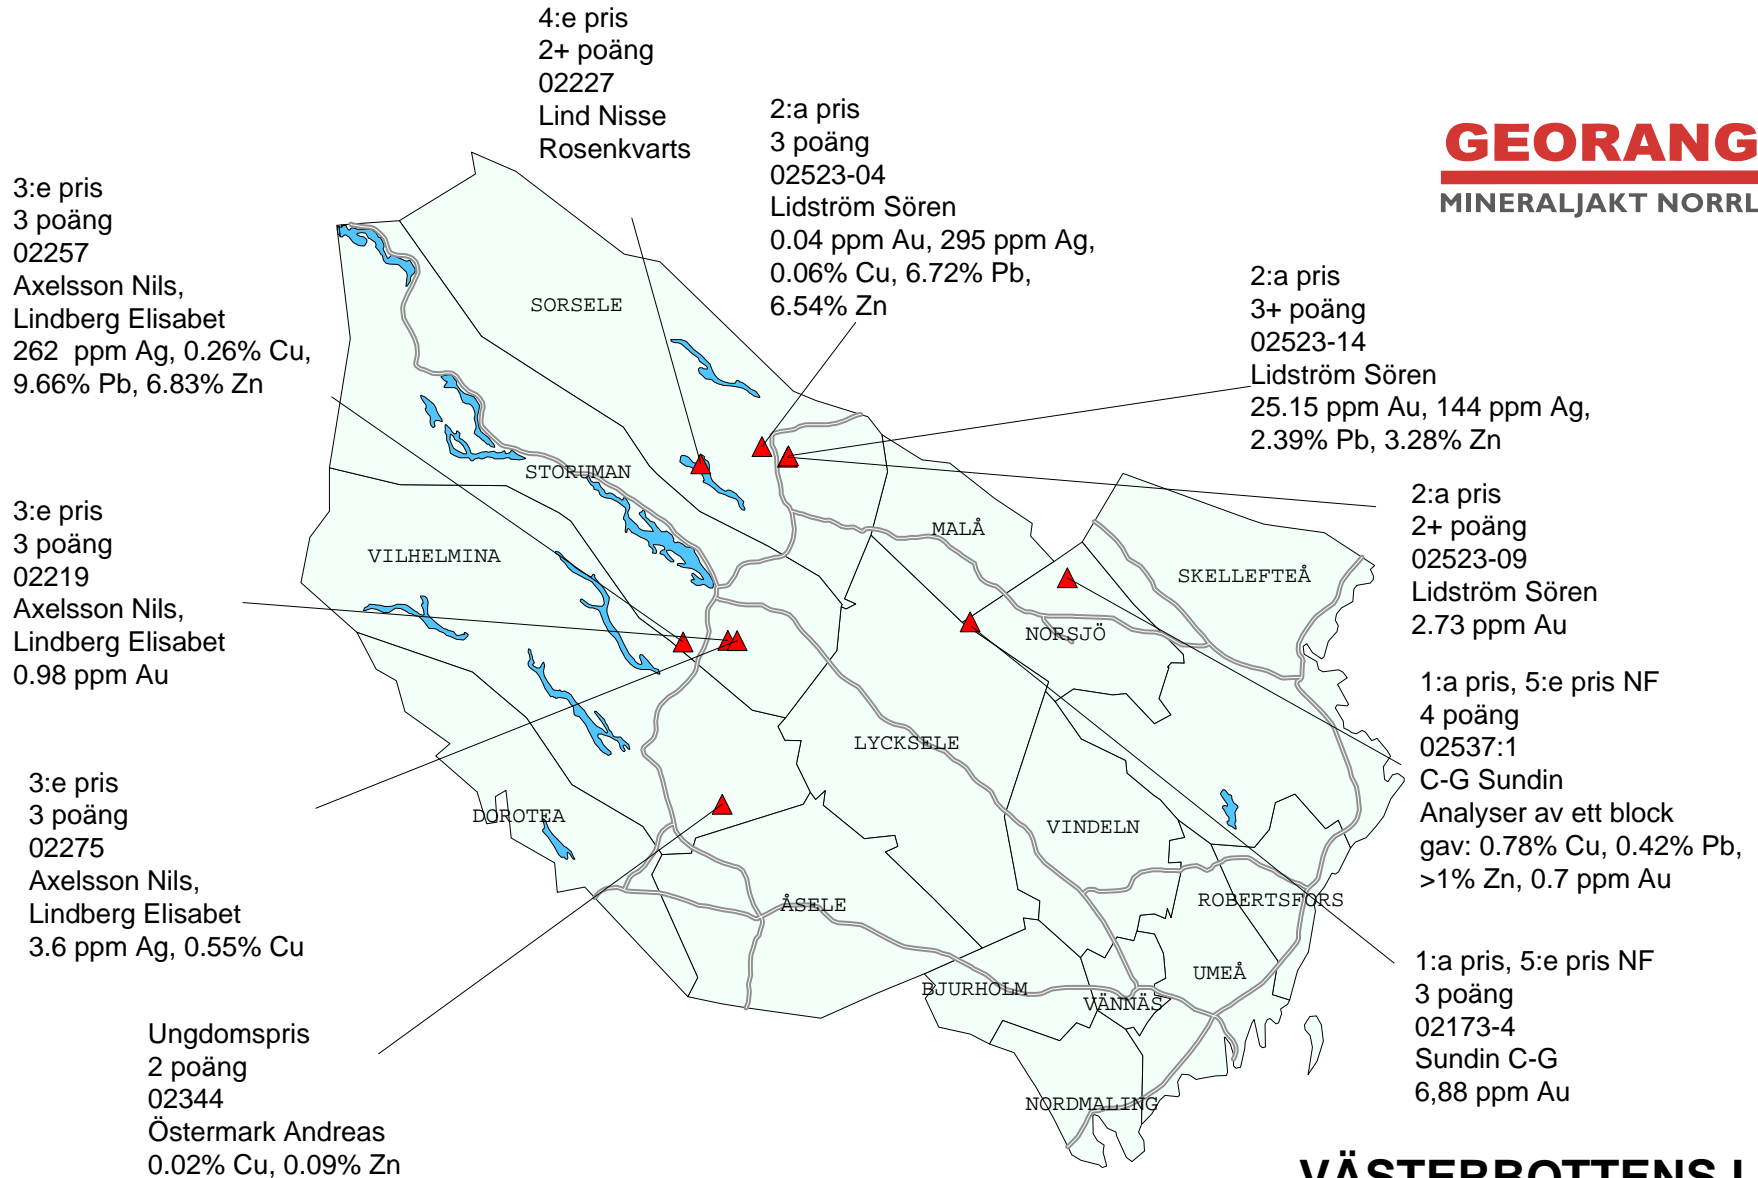 4:e pris
2+ poäng
02227
Lind Nisse
Rosenkvarts
2:a pris
3 poäng
02523-04
Lidström Sören
0.04 ppm Au, 295 ppm Ag,
0.06% Cu, 6.72% Pb,
6.54% Zn
GEORANG
MINERALJAKT NORRL
3:e pris
3 poäng
02257
Axelsson Nils,
Lindberg Elisabet
262 ppm Ag, 0.26% Cu,
9.66% Pb, 6.83% Zn
2:a pris
3+ poäng
02523-14
Lidström Sören
25.15 ppm Au, 144 ppm Ag,
2.39% Pb, 3.28% Zn
2:a pris
2+ poäng
02523-09
Lidström Sören
2.73 ppm Au
3:e pris
3 poäng
02219
Axelsson Nils,
Lindberg Elisabet
0.98 ppm Au
1:a pris, 5:e pris NF
4 poäng
02537:1
C-G Sundin
Analyser av ett block
gav: 0.78% Cu, 0.42% Pb,
>1% Zn, 0.7 ppm Au
3:e pris
3 poäng
02275
Axelsson Nils,
Lindberg Elisabet
3.6 ppm Ag, 0.55% Cu
1:a pris, 5:e pris NF
3 poäng
02173-4
Sundin C-G
6,88 ppm Au
Ungdomspris
2 poäng
02344
Östermark Andreas
0.02% Cu, 0.09% Zn
SORSELE
STORUMAN
VILHELMINA
MALÅ
SKELLEFTEÅ
NORSJÖ
LYCKSELE
DOROTEA
VINDELN
ÅSELE
ROBERTSFORS
UMEÅ
BJURHOLM
VÄNNÄS
NORDMALING
VÄSTERBOTTENS L